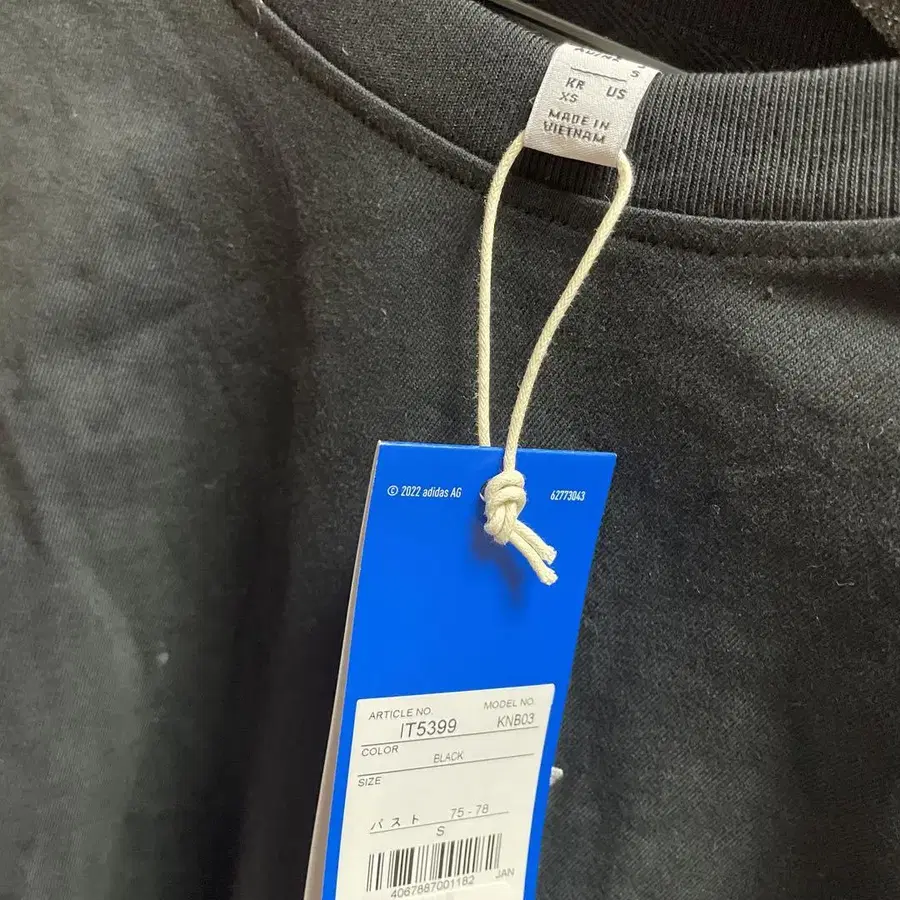 S
KR
US
XS
MADE IN
VIETNAM
© 2022 adidas AG
62773043
ARTICLE NO.
MODEL NO.
IT5399
KNB03
COLOR
BLACK
SIZE
バスト 75-78
S
4067887001182
JAN